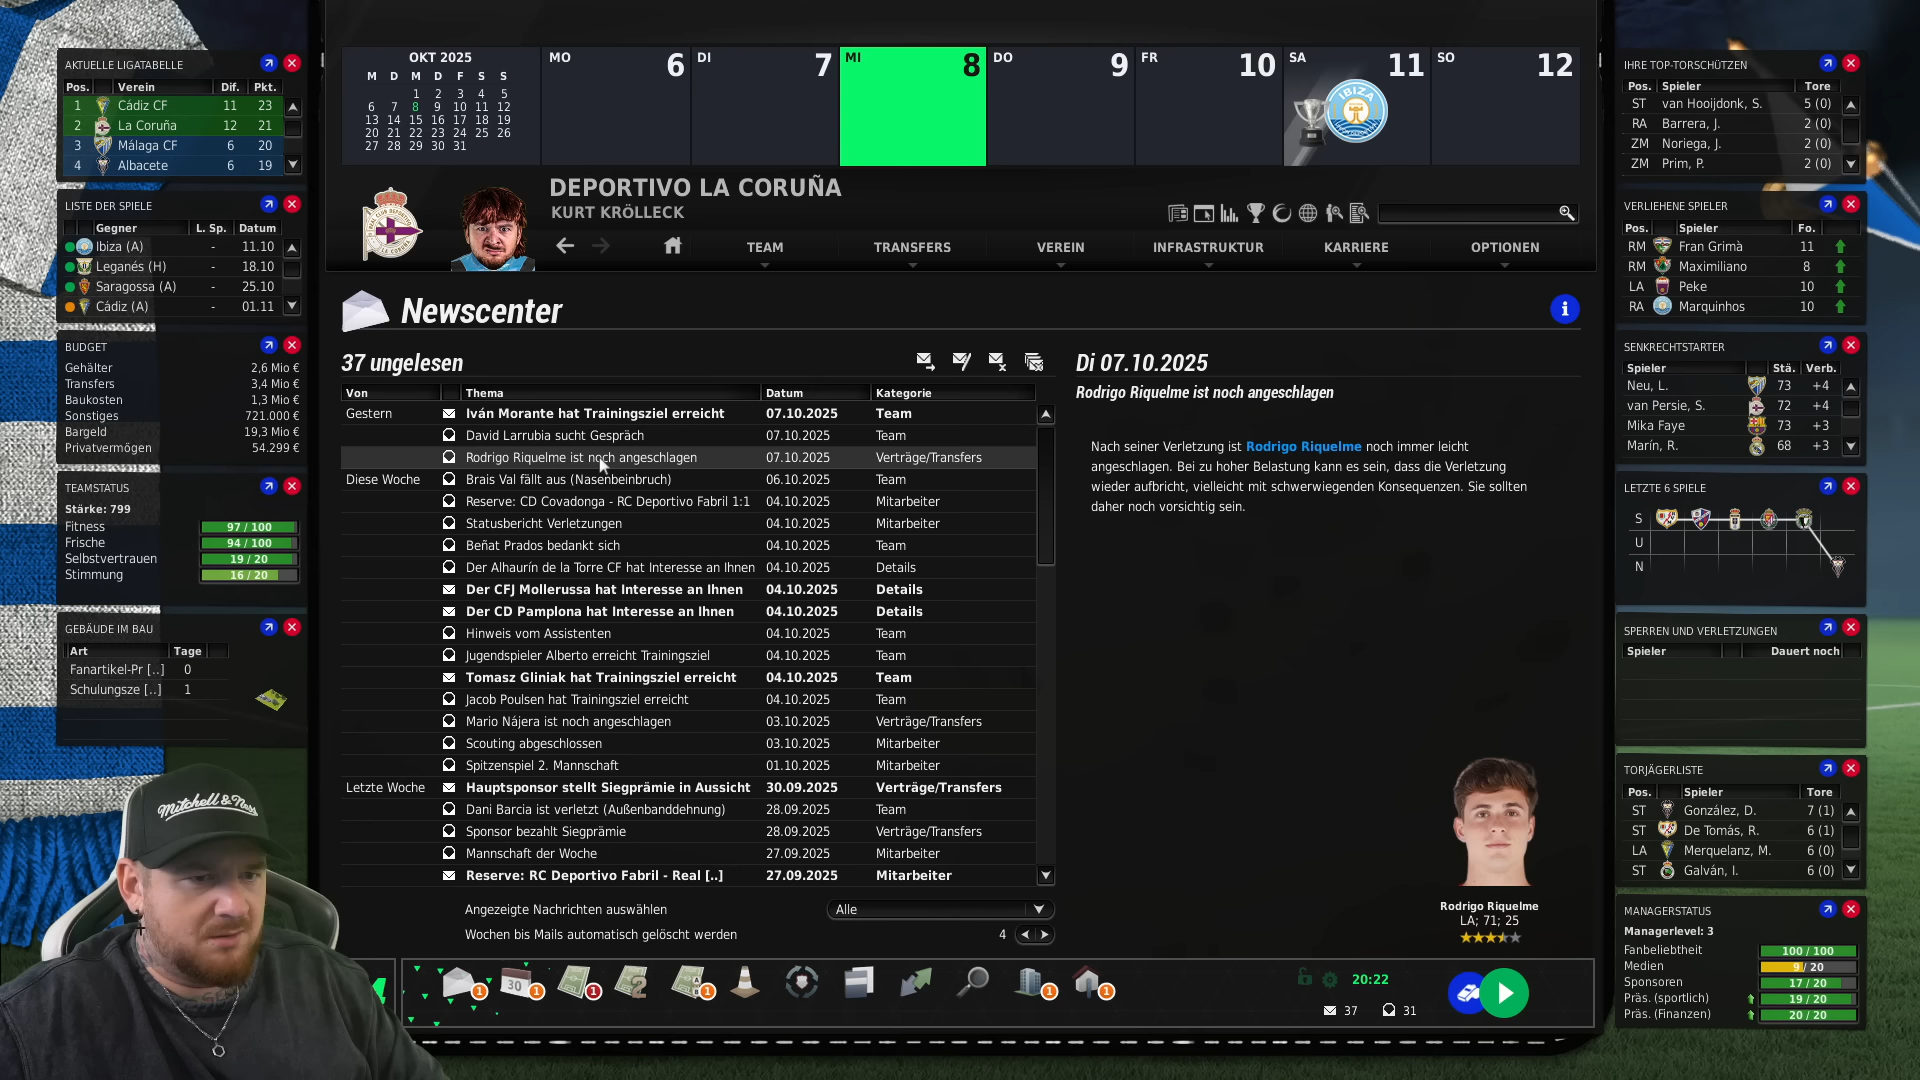 AKTUELLE LIGATABELLE
Pos. Verein Dif. Pkt.
1 Cádiz CF 11 23
2 La Coruña 12 21
3 Málaga CF 6 20
4 Albacete 6 19
LISTE DER SPIELE
Gegner L. Sp. Datum
Ibiza (A) - 11.10
Leganés (H) - 18.10
Saragossa (A) - 25.10
Cádiz (A) - 01.11
BUDGET
Gehälter 2,6 Mio €
Transfers 3,4 Mio €
Baukosten 1,3 Mio €
Sonstiges 721.000 €
Bargeld 19,3 Mio €
Privatvermögen 54.299 €
TEAMSTATUS
Stärke: 799
Fitness 97 / 100
Frische 94 / 100
Selbstvertrauen 19 / 20
Stimmung 16 / 20
GEBÄUDE IM BAU
Art Tage
Fanartikel-Pr [..] 0
Schulungsze [..] 1
Mitchell & Ness
OKT 2025
M D M D F S S
1 2 3 4 5
6 7 8 9 10 11 12
13 14 15 16 17 18 19
20 21 22 23 24 25 26
27 28 29 30 31
MO 6 DI 7 MI 8 DO 9 FR 10 SA 11 SO 12
IBIZA
DEPORTIVO LA CORUÑA
KURT KRÖLLECK
TEAM TRANSFERS VEREIN INFRASTRUKTUR KARRIERE OPTIONEN
Newscenter
37 ungelesen
Von Thema Datum Kategorie
Gestern Iván Morante hat Trainingsziel erreicht 07.10.2025 Team
David Larrubia sucht Gespräch 07.10.2025 Team
Rodrigo Riquelme ist noch angeschlagen 07.10.2025 Verträge/Transfers
Diese Woche Brais Val fällt aus (Nasenbeinbruch) 06.10.2025 Team
Reserve: CD Covadonga - RC Deportivo Fabril 1:1 04.10.2025 Mitarbeiter
Statusbericht Verletzungen 04.10.2025 Mitarbeiter
Beñat Prados bedankt sich 04.10.2025 Team
Der Alhaurín de la Torre CF hat Interesse an Ihnen 04.10.2025 Details
Der CFJ Mollerussa hat Interesse an Ihnen 04.10.2025 Details
Der CD Pamplona hat Interesse an Ihnen 04.10.2025 Details
Hinweis vom Assistenten 04.10.2025 Team
Jugendspieler Alberto erreicht Trainingsziel 04.10.2025 Team
Tomasz Gliniak hat Trainingsziel erreicht 04.10.2025 Team
Jacob Poulsen hat Trainingsziel erreicht 04.10.2025 Team
Mario Nájera ist noch angeschlagen 03.10.2025 Verträge/Transfers
Scouting abgeschlossen 03.10.2025 Mitarbeiter
Spitzenspiel 2. Mannschaft 01.10.2025 Mitarbeiter
Letzte Woche Hauptsponsor stellt Siegprämie in Aussicht 30.09.2025 Verträge/Transfers
Dani Barcia ist verletzt (Außenbanddehnung) 28.09.2025 Team
Sponsor bezahlt Siegprämie 28.09.2025 Verträge/Transfers
Mannschaft der Woche 27.09.2025 Mitarbeiter
Reserve: RC Deportivo Fabril - Real [..] 27.09.2025 Mitarbeiter
Angezeigte Nachrichten auswählen Alle
Wochen bis Mails automatisch gelöscht werden 4
Di 07.10.2025
Rodrigo Riquelme ist noch angeschlagen
Nach seiner Verletzung ist Rodrigo Riquelme noch immer leicht
angeschlagen. Bei zu hoher Belastung kann es sein, dass die Verletzung
wieder aufbricht, vielleicht mit schwerwiegenden Konsequenzen. Sie sollten
daher noch vorsichtig sein.
Rodrigo Riquelme
LA; 71; 25
1 30 1 1 2 1 1 1
20:22
37 31
IHRE TOP-TORSCHÜTZEN
Pos. Spieler Tore
ST van Hooijdonk, S. 5 (0)
RA Barrera, J. 2 (0)
ZM Noriega, J. 2 (0)
ZM Prim, P. 2 (0)
VERLIEHENE SPIELER
Pos. Spieler Fo.
RM Fran Grimà 11
RM Maximiliano 8
LA Peke 10
RA Marquinhos 10
SENKRECHTSTARTER
Spieler Stä. Verb.
Neu, L. 73 +4
van Persie, S. 72 +4
Mika Faye 73 +3
Marín, R. 68 +3
LETZTE 6 SPIELE
S
U
N
SPERREN UND VERLETZUNGEN
Spieler Dauert noch
TORJÄGERLISTE
Pos. Spieler Tore
ST González, D. 7 (1)
ST De Tomás, R. 6 (1)
LA Merquelanz, M. 6 (0)
ST Galván, I. 6 (0)
MANAGERSTATUS
Managerlevel: 3
Fanbeliebtheit 100 / 100
Medien 9 / 20
Sponsoren 17 / 20
Präs. (sportlich) 19 / 20
Präs. (Finanzen) 20 / 20